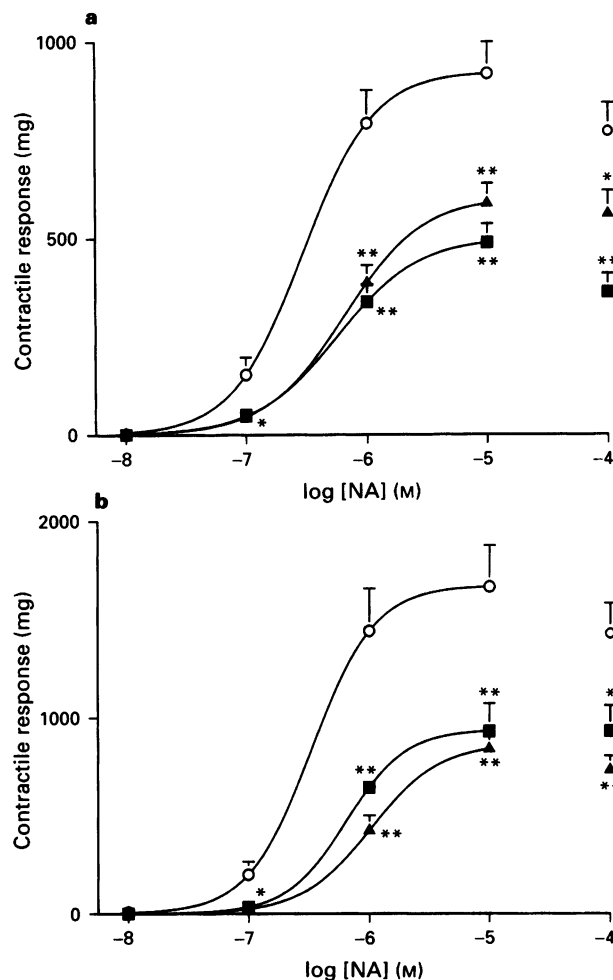 a
1000
500
0
Contractile response (mg)
**
**
**
**
*
*
**
-8 -7 -6 -5 -4
log [NA] (M)
b
2000
1000
0
Contractile response (mg)
**
**
**
**
*
*
**
-8 -7 -6 -5 -4
log [NA] (M)